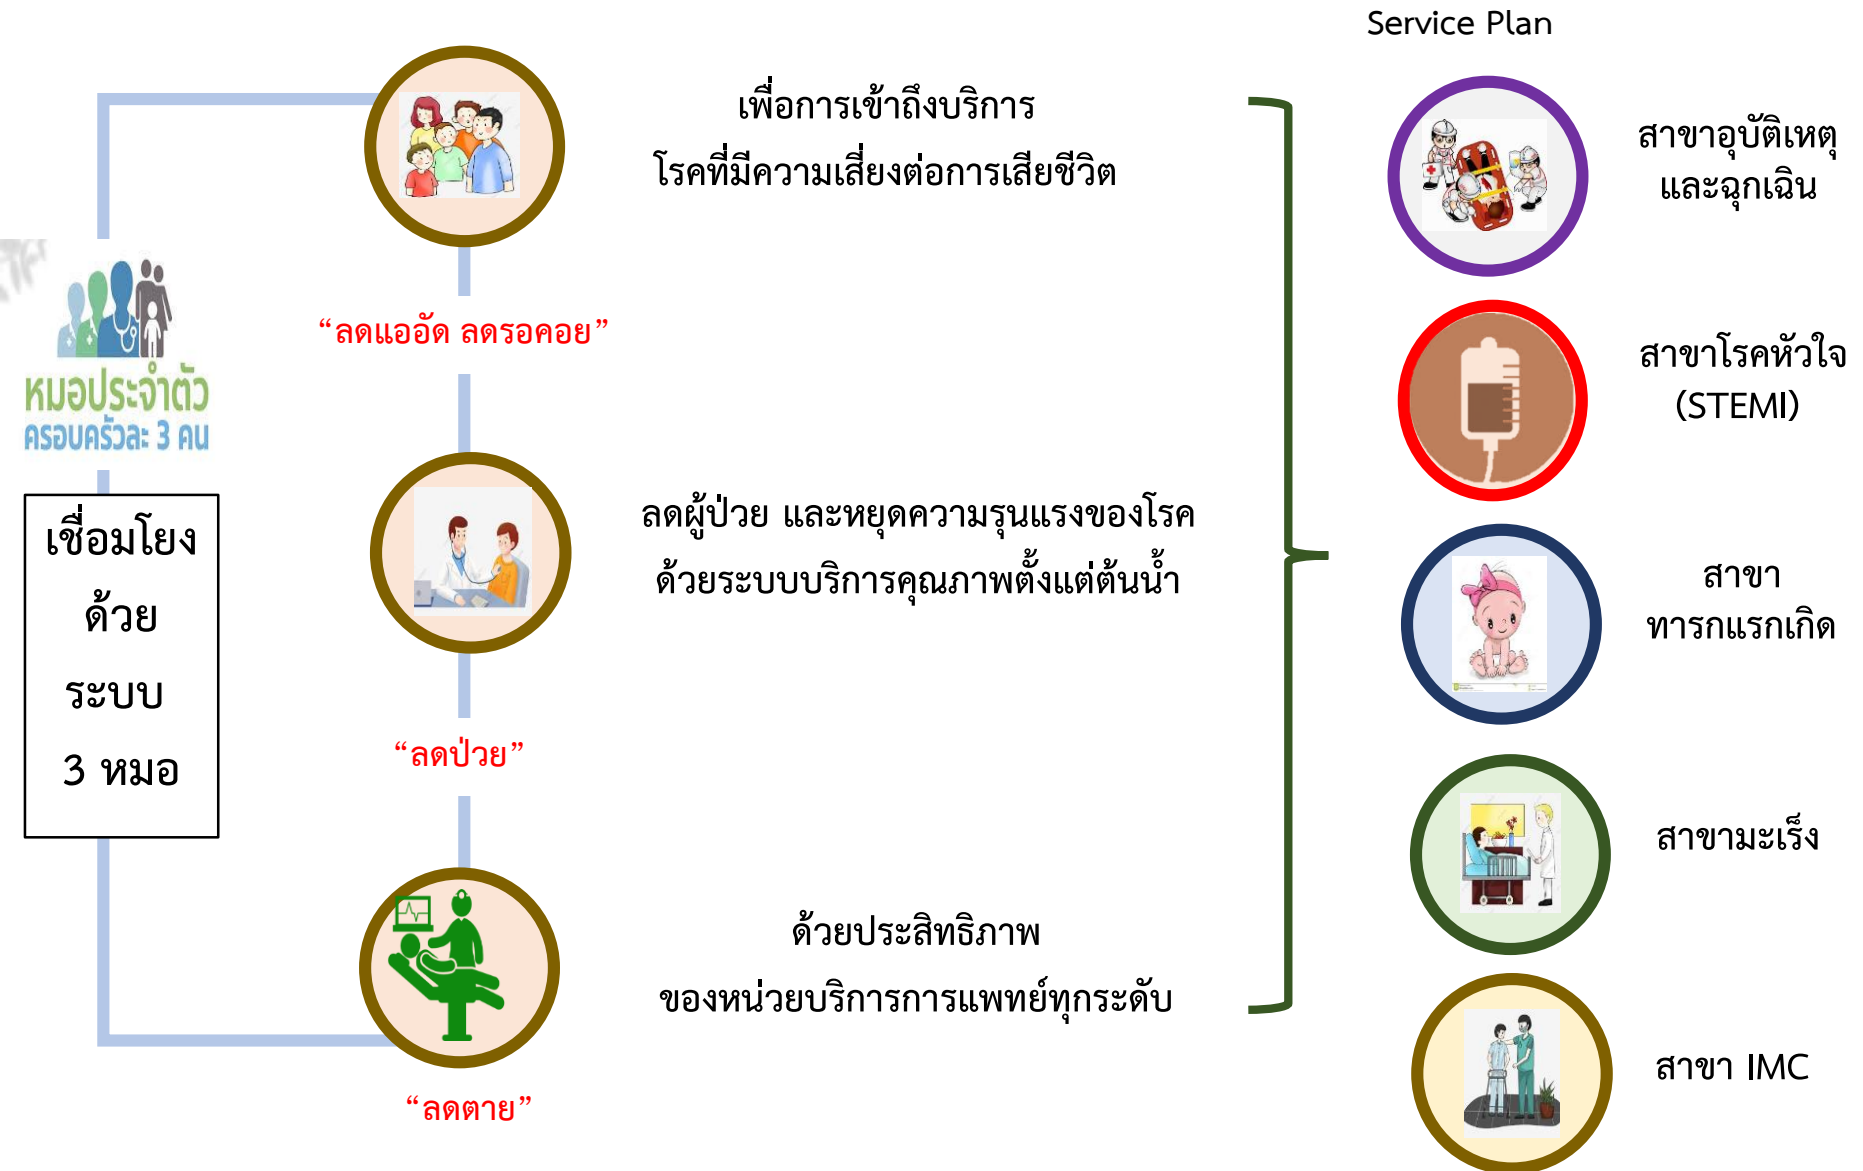 หมอประจำตัว
ครอบครัวละ 3 คน
เชื่อมโยง
ด้วย
ระบบ
3 หมอ
“ลดแออัด ลดรอคอย”
“ลดป่วย”
“ลดตาย”
เพื่อการเข้าถึงบริการ
โรคที่มีความเสี่ยงต่อการเสียชีวิต
ลดผู้ป่วย และหยุดความรุนแรงของโรค
ด้วยระบบบริการคุณภาพตั้งแต่ต้นน้ำ
ด้วยประสิทธิภาพ
ของหน่วยบริการการแพทย์ทุกระดับ
Service Plan
สาขาอุบัติเหตุ
และฉุกเฉิน
สาขาโรคหัวใจ
(STEMI)
สาขา
ทารกแรกเกิด
สาขามะเร็ง
สาขา IMC